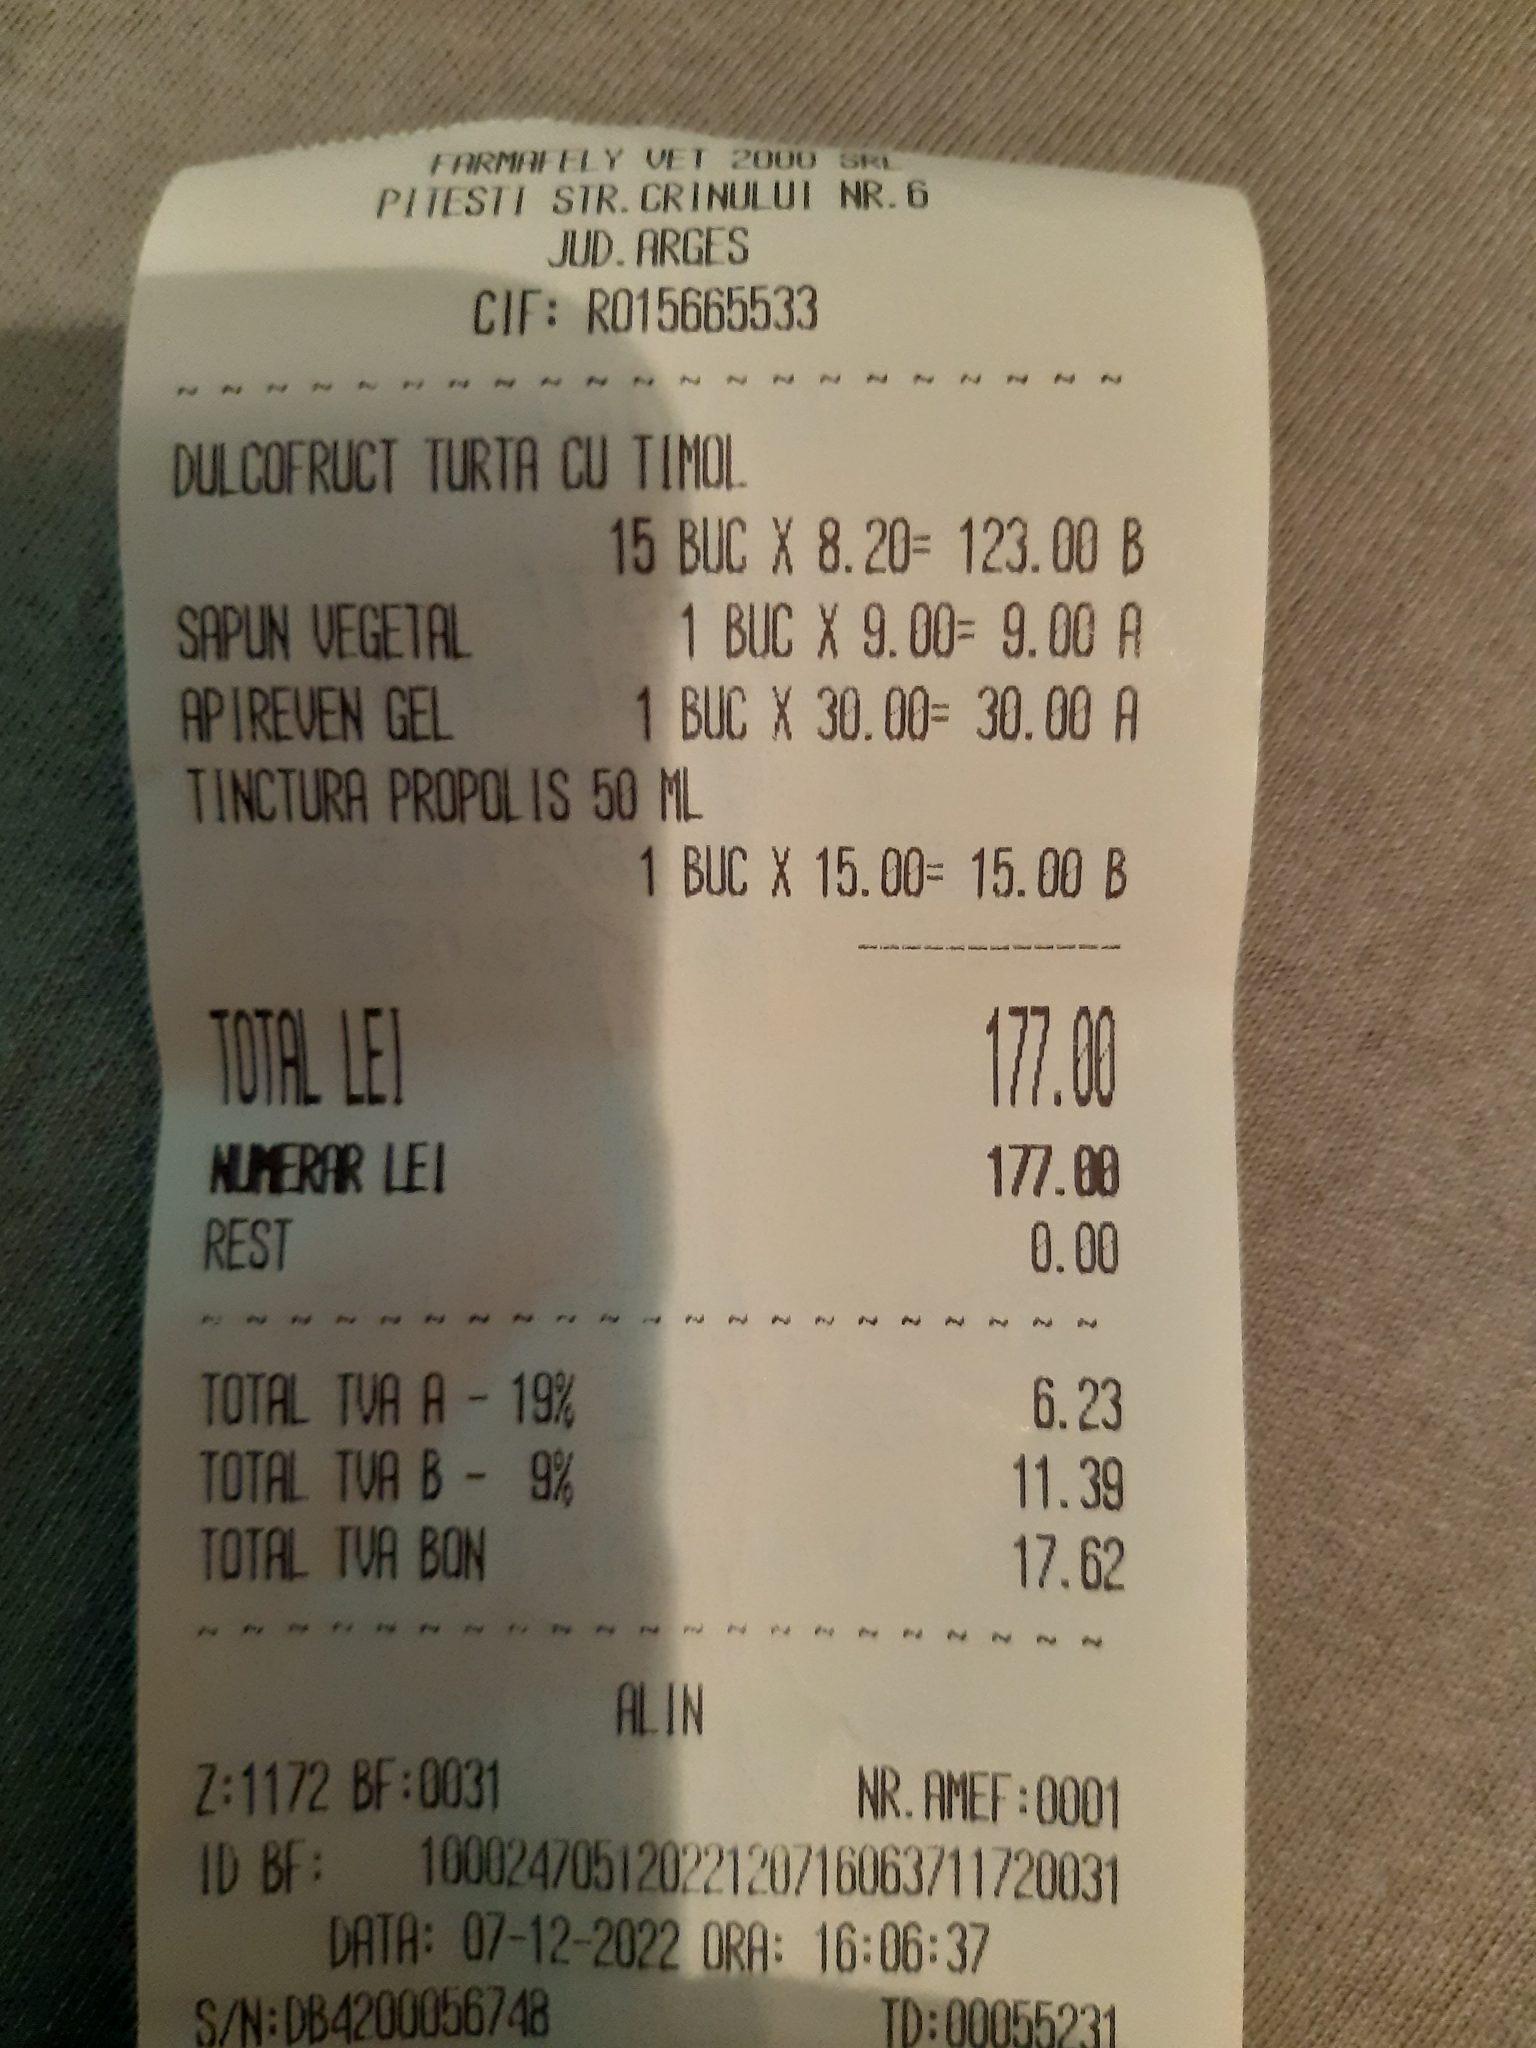 FARMAFELY VET 2000 SRL
PITESTI STR.CRINULUI NR.6
JUD.ARGES
CIF: RO15665533
~ ~ ~ ~ ~ ~ ~ ~ ~ ~ ~ ~ ~ ~ ~ ~ ~ ~ ~ ~ ~
DULCOFRUCT TURTA CU TIMOL
15 BUC X 8.20= 123.00 B
SAPUN VEGETAL 1 BUC X 9.00= 9.00 A
APIREVEN GEL 1 BUC X 30.00= 30.00 A
TINCTURA PROPOLIS 50 ML
1 BUC X 15.00= 15.00 B
------------
TOTAL LEI 177.00
NUMERAR LEI 177.00
REST 0.00
~ ~ ~ ~ ~ ~ ~ ~ ~ ~ ~ ~ ~ ~ ~ ~ ~ ~ ~ ~ ~
TOTAL TVA A - 19% 6.23
TOTAL TVA B - 9% 11.39
TOTAL TVA BON 17.62
~ ~ ~ ~ ~ ~ ~ ~ ~ ~ ~ ~ ~ ~ ~ ~ ~ ~ ~ ~ ~
ALIN
Z:1172 BF:0031 NR.AMEF:0001
ID BF: 10002470512022120716063711720031
DATA: 07-12-2022 ORA: 16:06:37
S/N:DB4200056748 TD:00055231